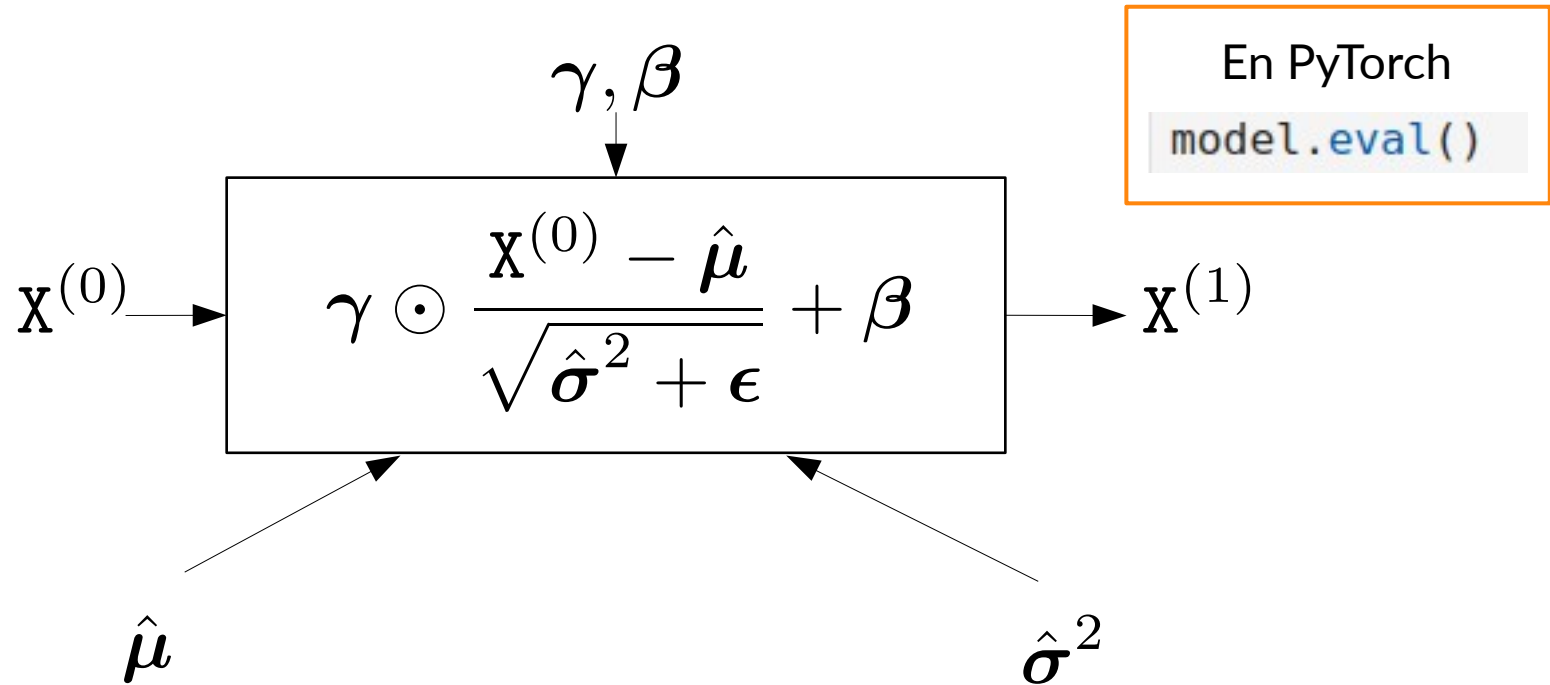 γ, β
En PyTorch
model.eval()
X^(0)
γ ⊙ (X^(0) − μ̂) / √(σ̂² + ϵ) + β
X^(1)
μ̂
σ̂²